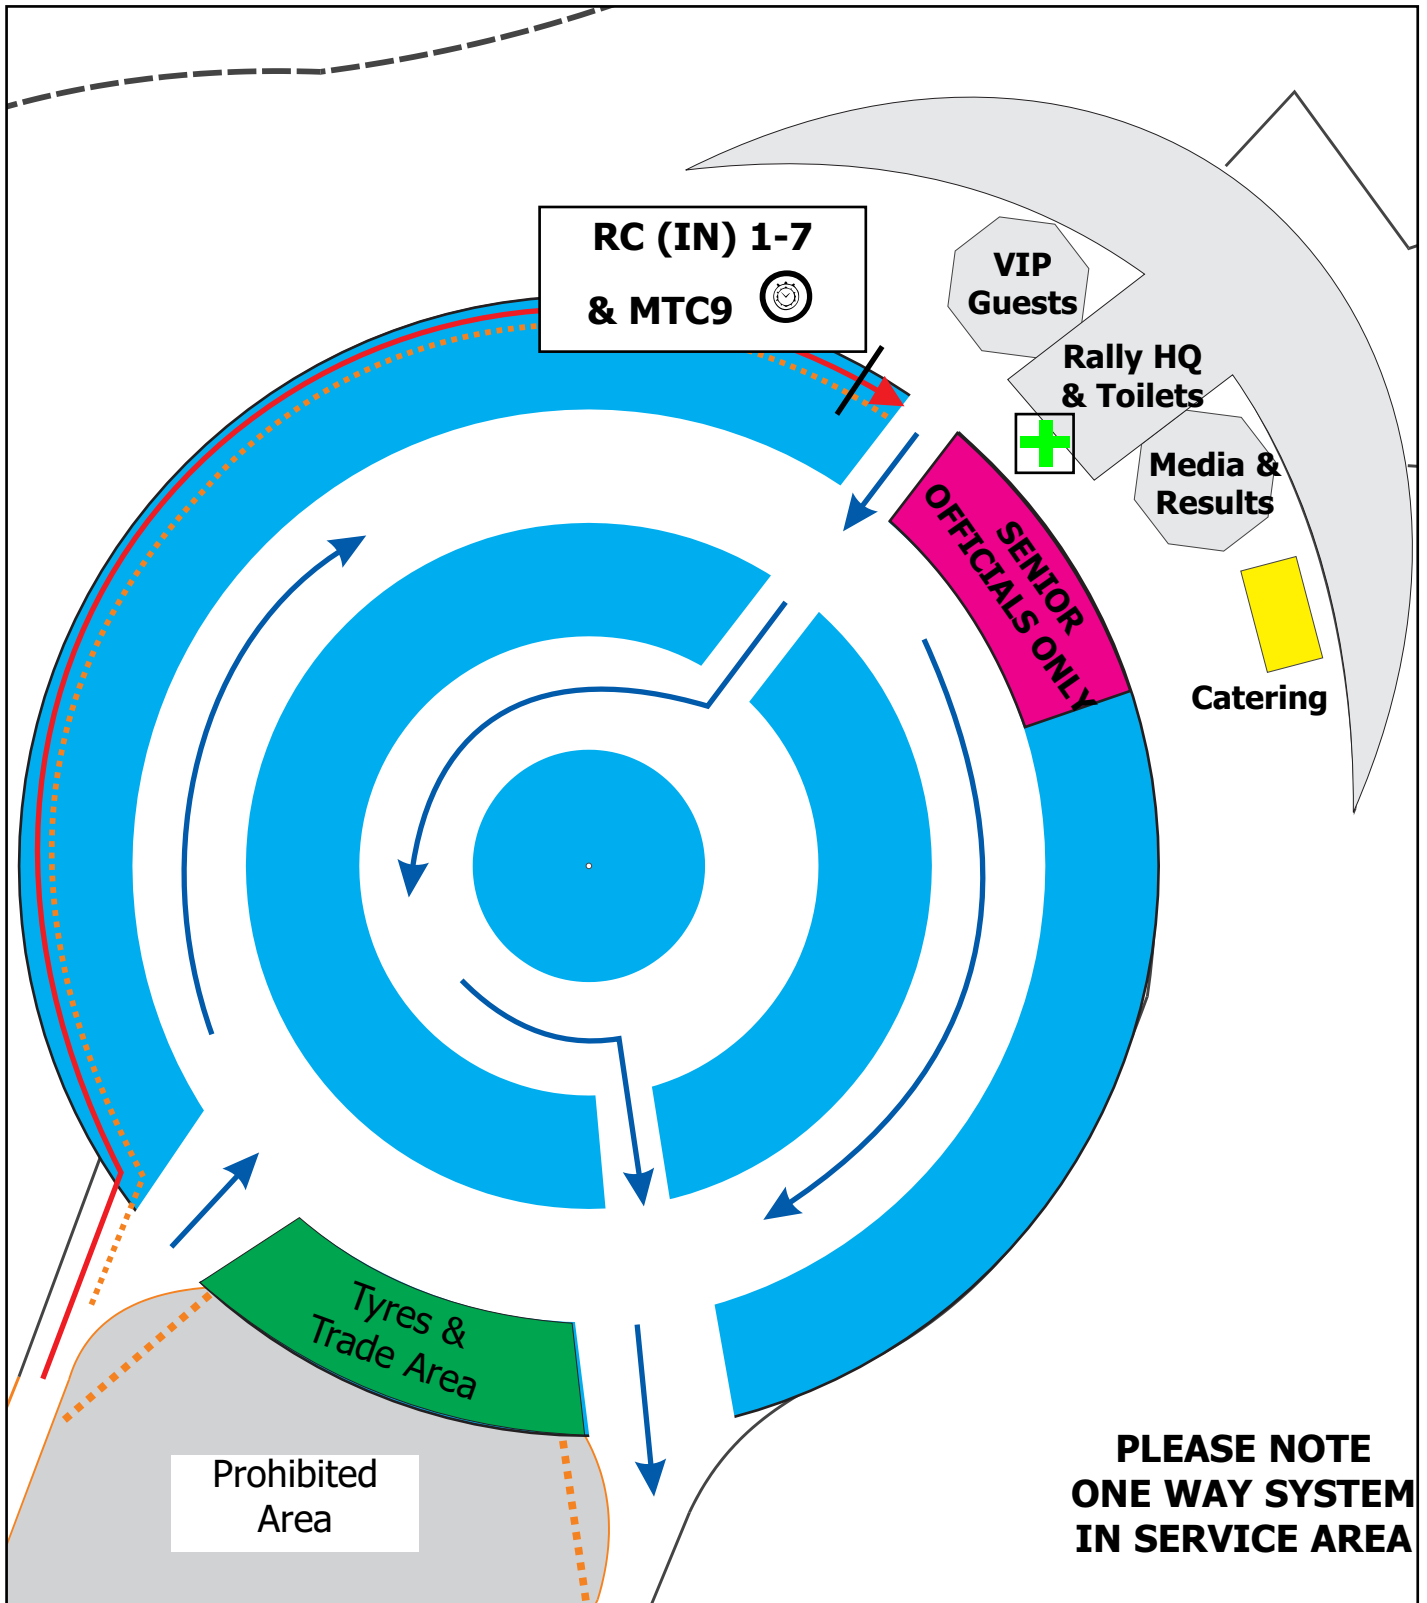 RC (IN) 1-7
& MTC9
VIP
Guests
Rally HQ
& Toilets
Media &
Results
SENIOR
OFFICIALS ONLY
Catering
Tyres &
Trade Area
Prohibited
Area
PLEASE NOTE
ONE WAY SYSTEM
IN SERVICE AREA